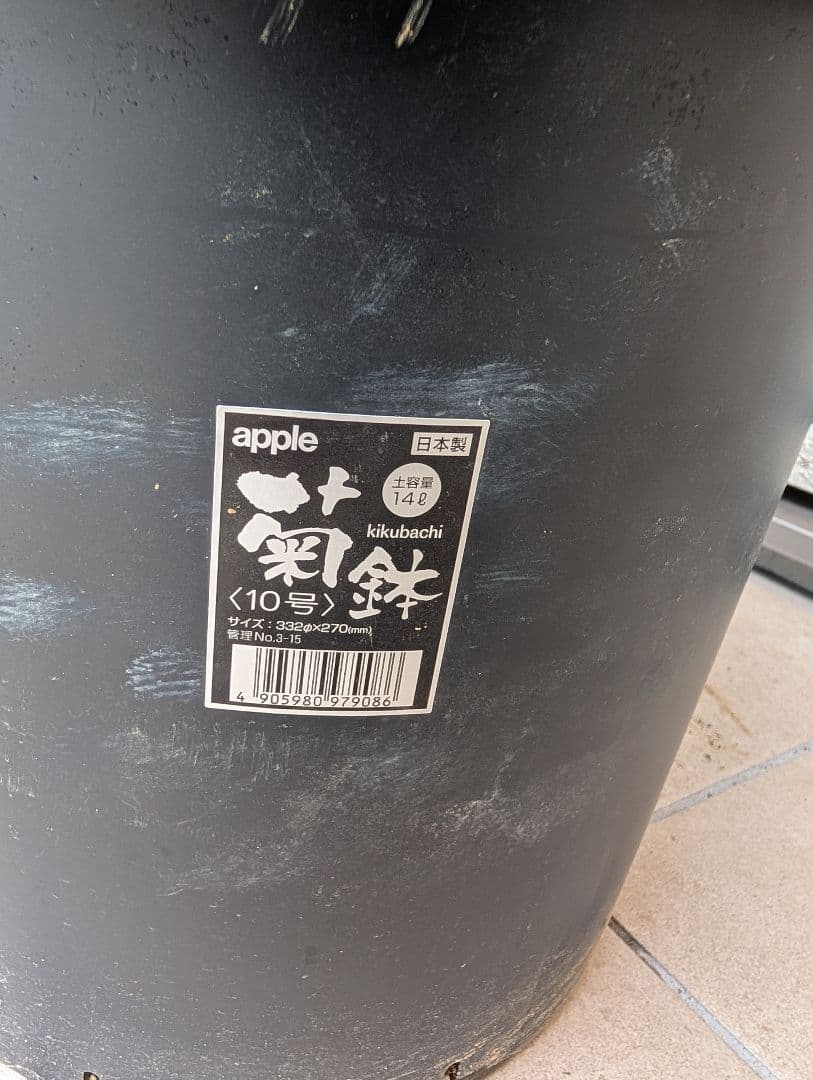 apple
日本製
土容量
14ℓ
菊鉢
kikubachi
〈10号〉
サイズ：332φ×270(mm)
管理No.3-15
4 905980 979086